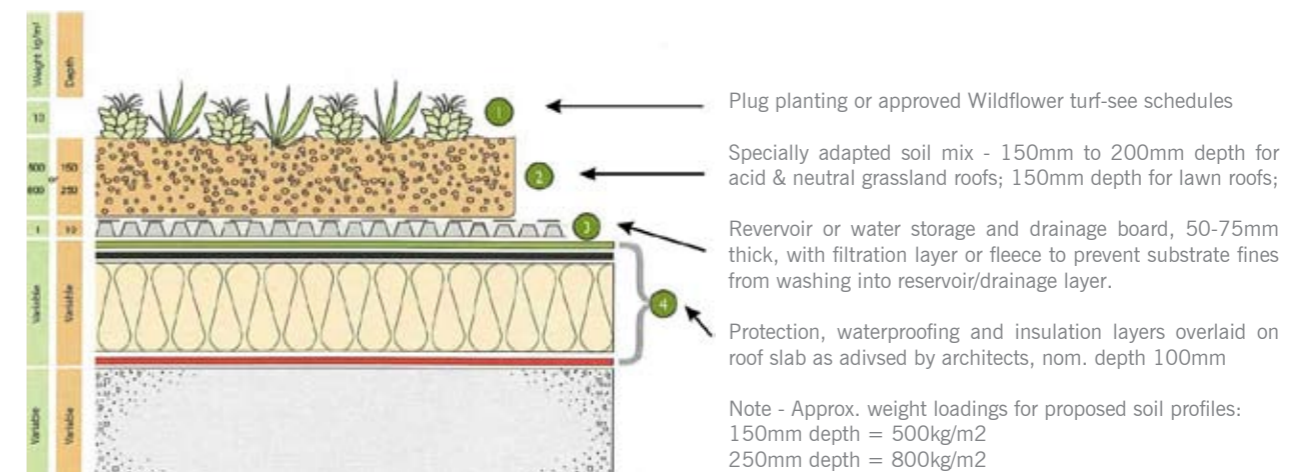 Weight kg/m²
Depth
10
500
or
800
150
250
1
10
Variable
Variable
Variable
Variable
1
2
3
4
Plug planting or approved Wildflower turf-see schedules
Specially adapted soil mix - 150mm to 200mm depth for
acid & neutral grassland roofs; 150mm depth for lawn roofs;
Revervoir or water storage and drainage board, 50-75mm
thick, with filtration layer or fleece to prevent substrate fines
from washing into reservoir/drainage layer.
Protection, waterproofing and insulation layers overlaid on
roof slab as adivsed by architects, nom. depth 100mm
Note - Approx. weight loadings for proposed soil profiles:
150mm depth = 500kg/m2
250mm depth = 800kg/m2